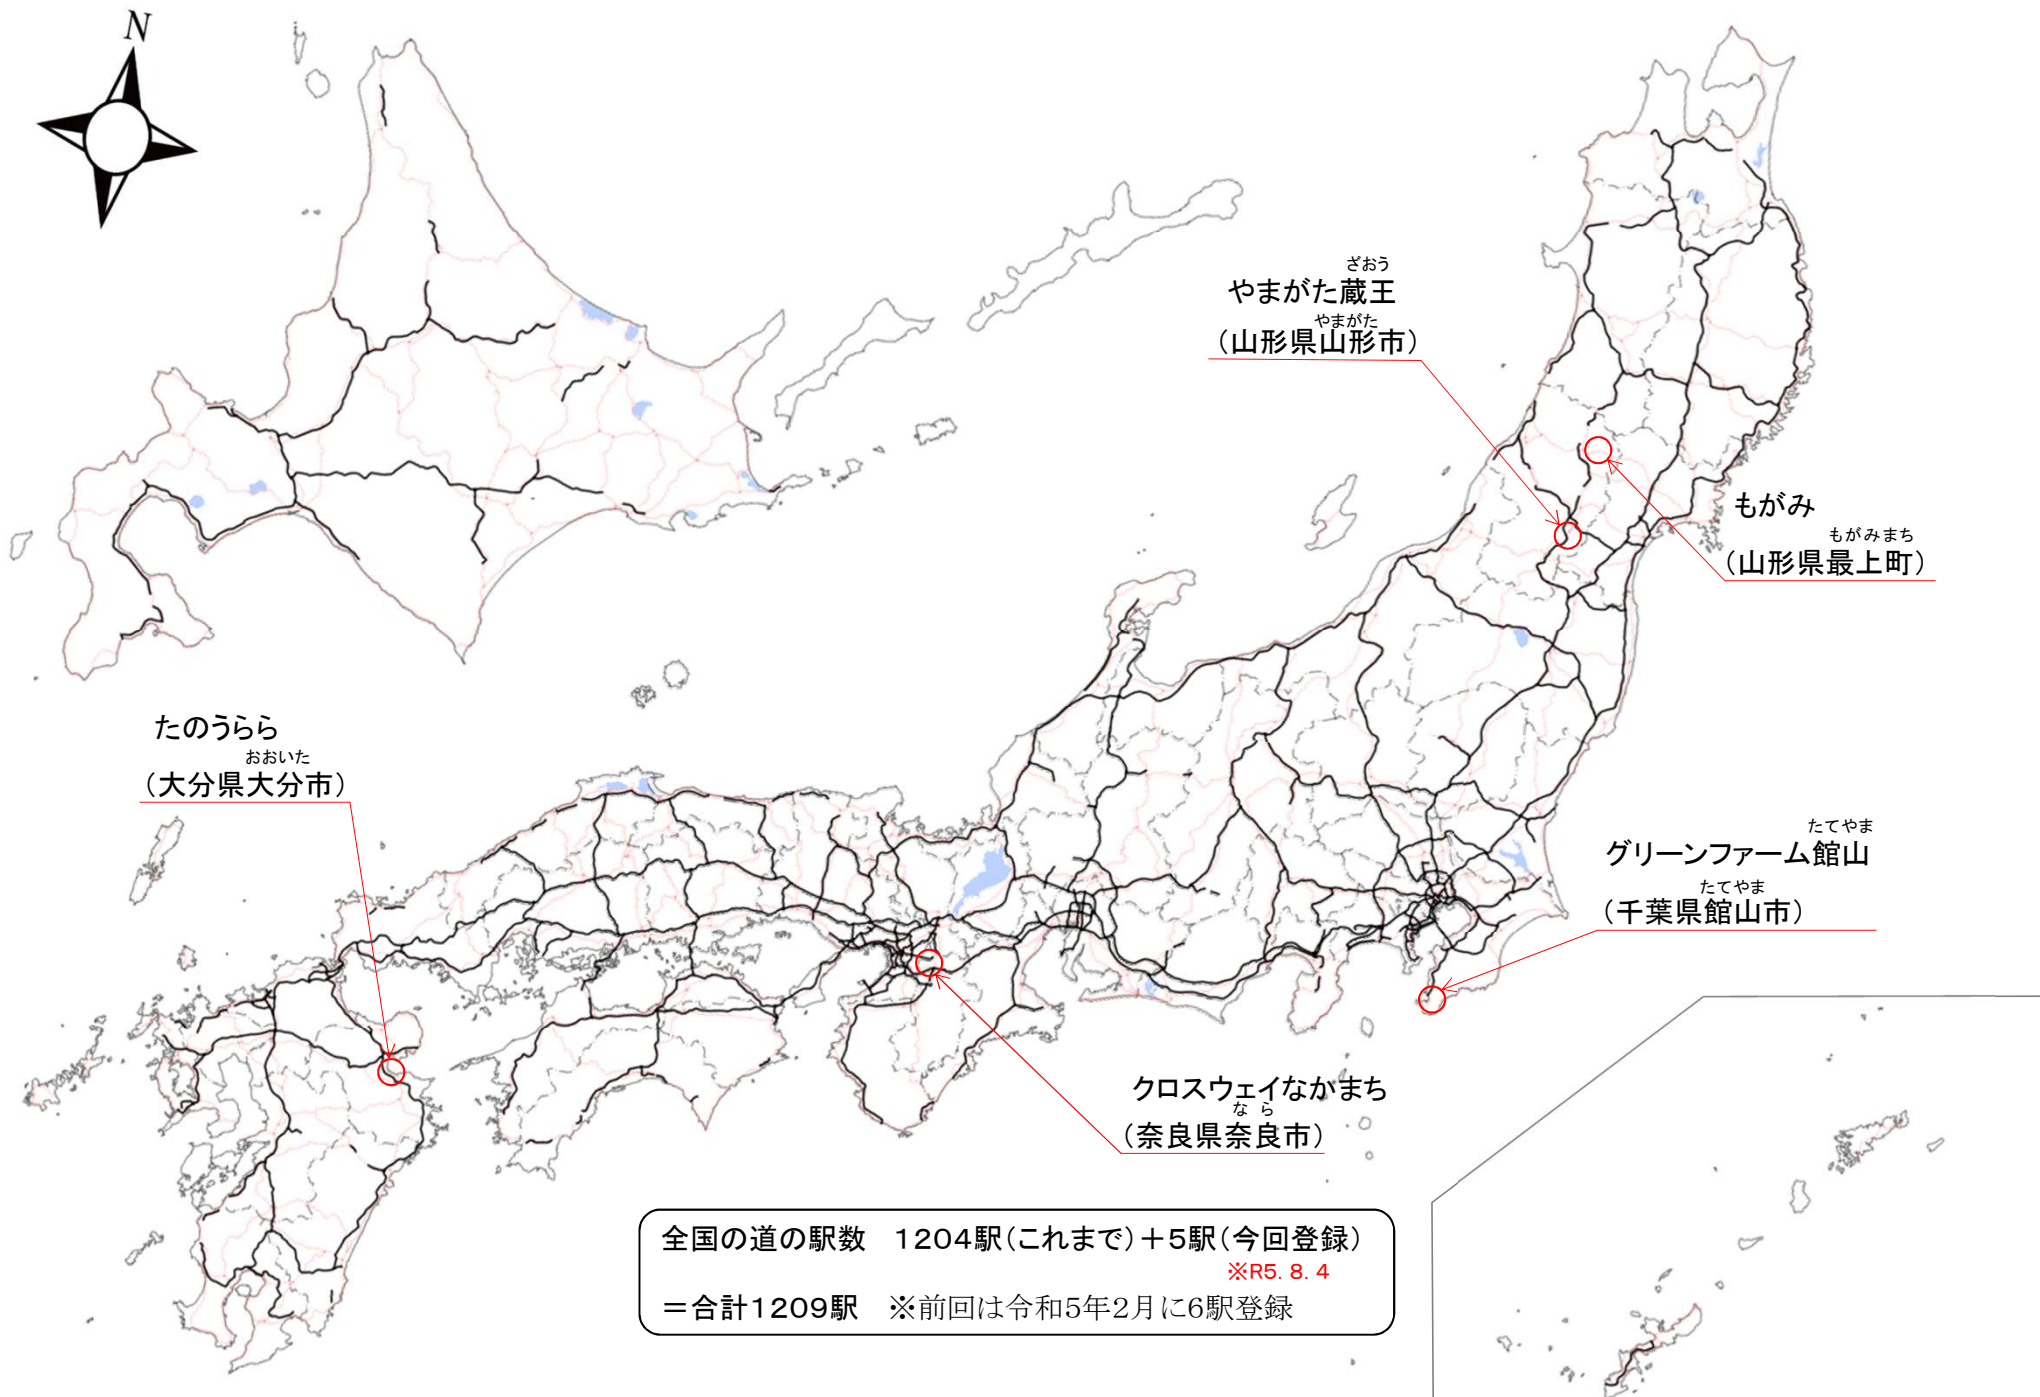 N
ざおう
やまがた蔵王
やまがた
（山形県山形市）
もがみ
もがみまち
（山形県最上町）
たのうらら
おおいた
（大分県大分市）
たてやま
グリーンファーム館山
たてやま
（千葉県館山市）
クロスウェイなかまち
なら
（奈良県奈良市）
全国の道の駅数　1204駅（これまで）＋5駅（今回登録）
※R5. 8. 4
＝合計1209駅　※前回は令和5年2月に6駅登録